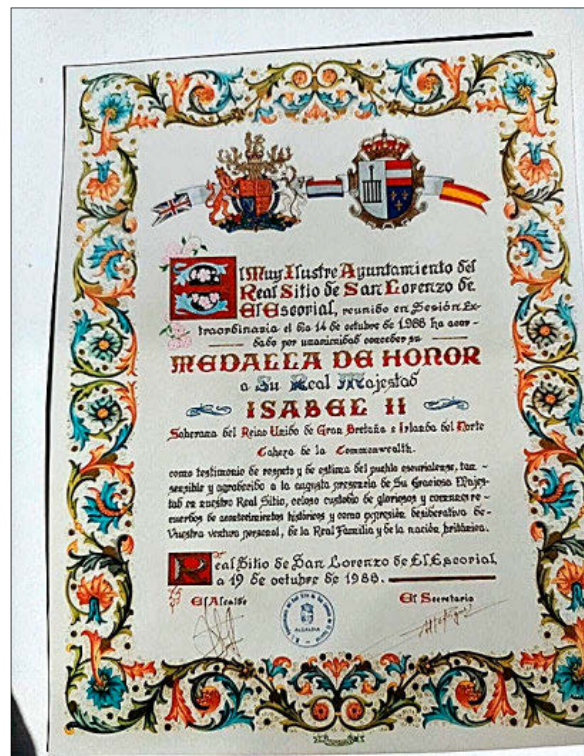 El Muy Ilustre Ayuntamiento del
Real Sitio de San Lorenzo de
El Escorial, reunido en Sesión Ex-
traordinaria el día 14 de octubre de 1.988 ha acor-
dado por unanimidad conceder su
MEDALLA DE HONOR
a Su Real Majestad
ISABEL II
Soberana del Reino Unido de Gran Bretaña e Irlanda del Norte
Cabeza de la Commonwealth.
como testimonio de respeto y de estima del pueblo escurialense, tan
sensible y agradecido a la augusta presencia de Su Graciosa Majes-
tad en nuestro Real Sitio, celoso custodio de gloriosos y comunes re-
cuerdos de acontecimientos históricos y como expresión desiderativa de
Vuestra ventura personal, de la Real Familia y de la nación británica.
Real Sitio de San Lorenzo de El Escorial,
a 19 de octubre de 1988.
El Alcalde El Secretario
ALCALDIA